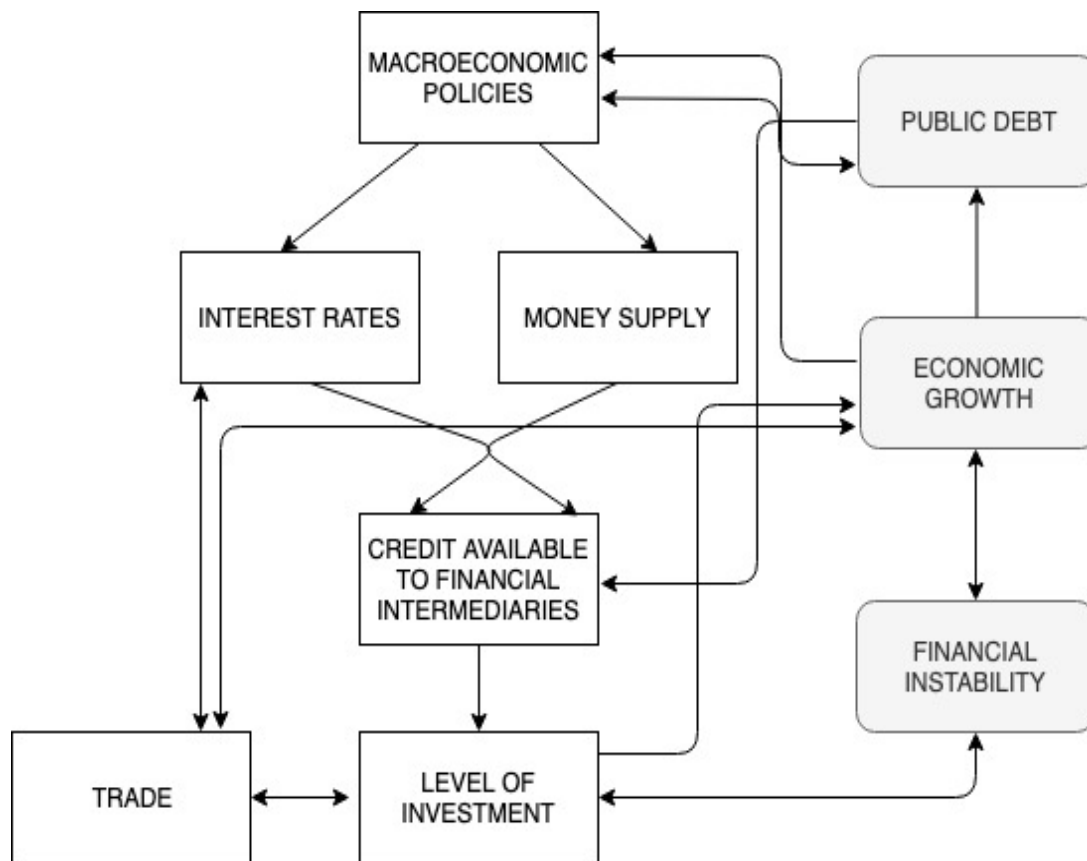 MACROECONOMIC
POLICIES
PUBLIC DEBT
INTEREST RATES
MONEY SUPPLY
ECONOMIC
GROWTH
CREDIT AVAILABLE
TO FINANCIAL
INTERMEDIARIES
FINANCIAL
INSTABILITY
TRADE
LEVEL OF
INVESTMENT